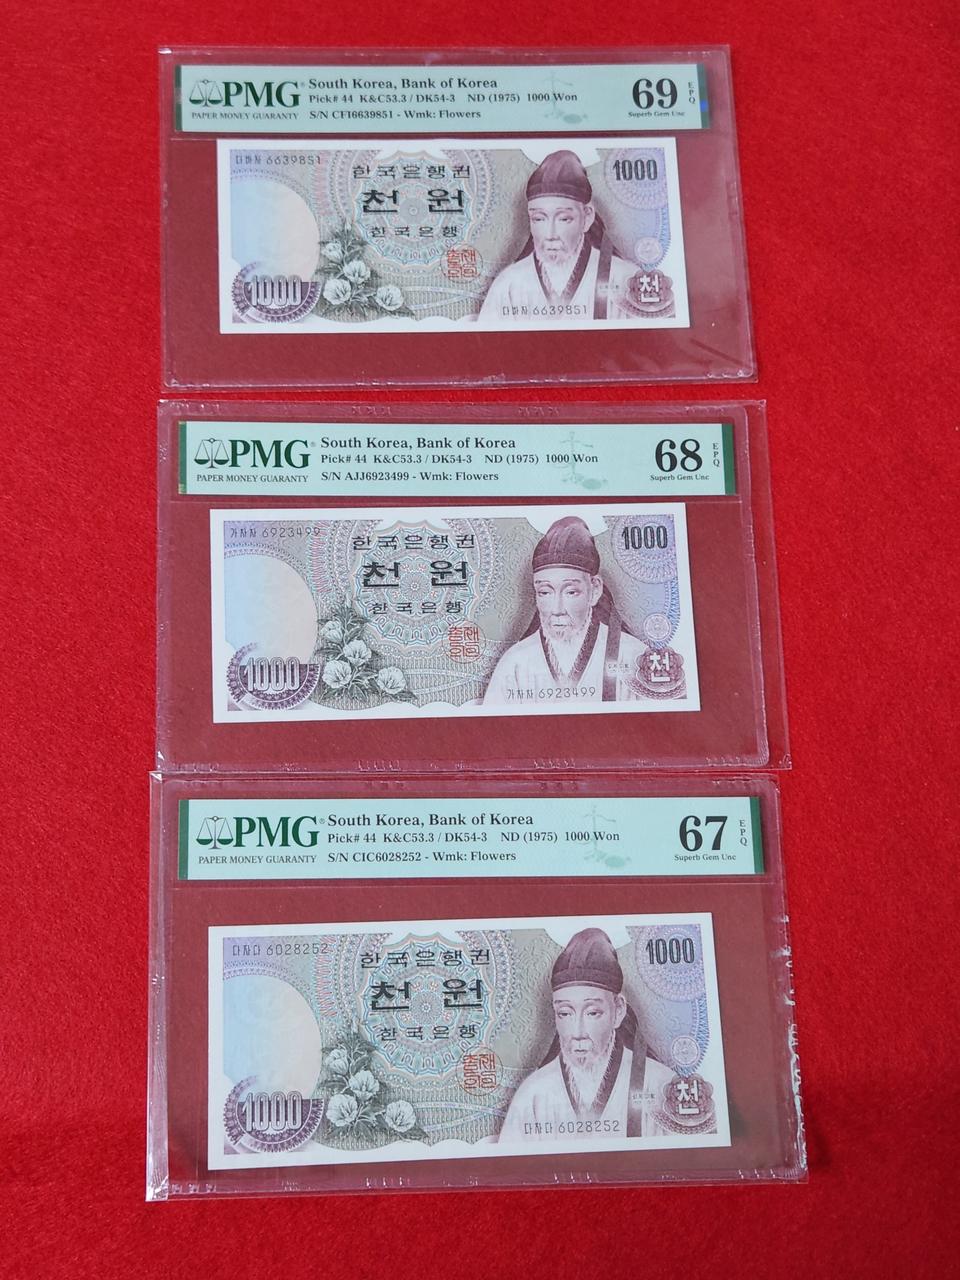 PMG®
PAPER MONEY GUARANTY
South Korea, Bank of Korea
Pick# 44 K&C53.3 / DK54-3 ND (1975) 1000 Won
S/N CFI6639851 - Wmk: Flowers
69 EPQ
Superb Gem Unc
다바자 6639851
한국은행권
천 원
한국은행
1000
1000
천
다바자 6639851
PMG®
PAPER MONEY GUARANTY
South Korea, Bank of Korea
Pick# 44 K&C53.3 / DK54-3 ND (1975) 1000 Won
S/N AJJ6923499 - Wmk: Flowers
68 EPQ
Superb Gem Unc
가차차 6923499
한국은행권
천 원
한국은행
1000
1000
천
가차차 6923499
PMG®
PAPER MONEY GUARANTY
South Korea, Bank of Korea
Pick# 44 K&C53.3 / DK54-3 ND (1975) 1000 Won
S/N CIC6028252 - Wmk: Flowers
67 EPQ
Superb Gem Unc
다자다 6028252
한국은행권
천 원
한국은행
1000
1000
천
다자다 6028252